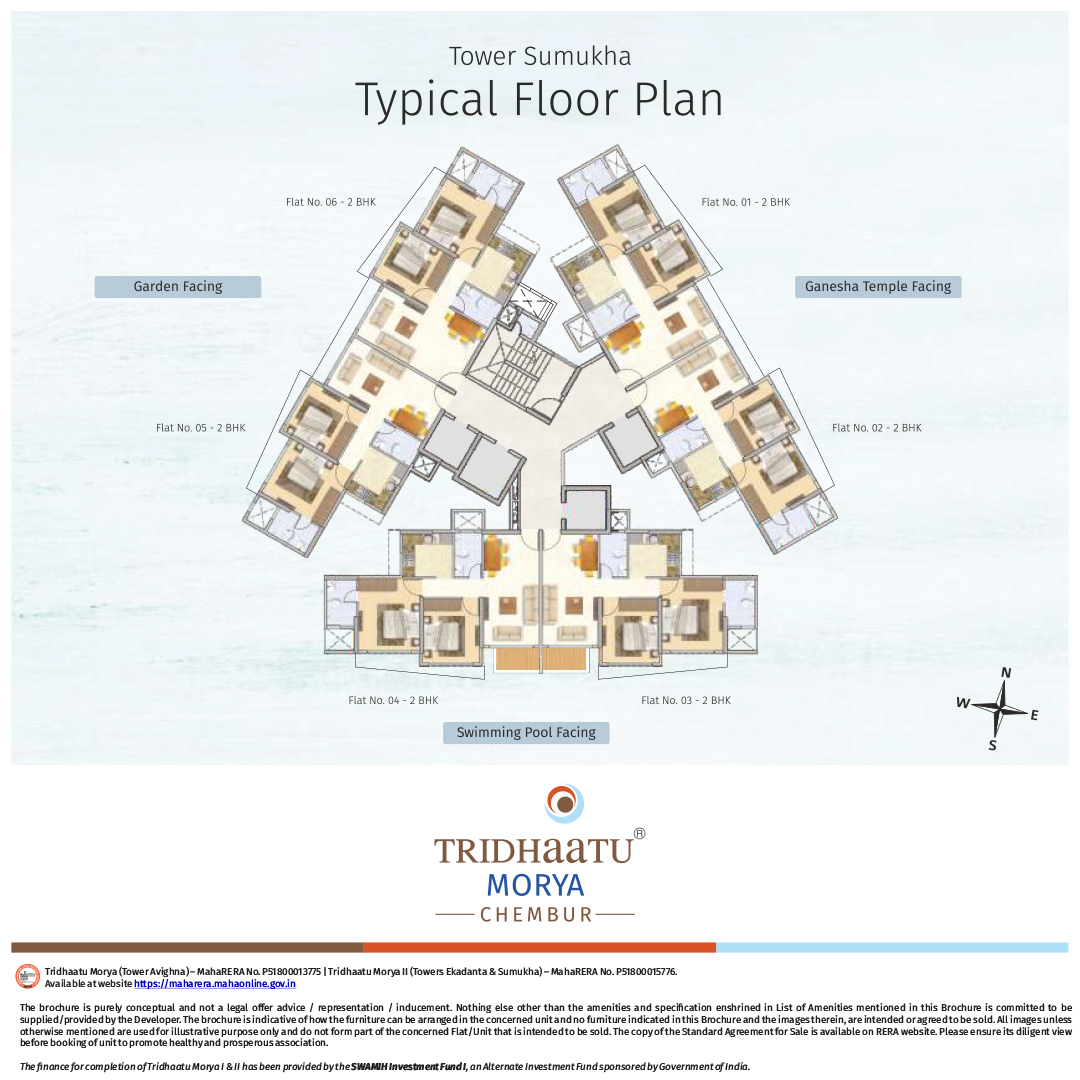 Tower Sumukha
Typical Floor Plan
Flat No. 06 - 2 BHK
Flat No. 01 - 2 BHK
Garden Facing
Ganesha Temple Facing
Flat No. 05 - 2 BHK
Flat No. 02 - 2 BHK
Flat No. 04 - 2 BHK
Flat No. 03 - 2 BHK
Swimming Pool Facing
N
W
E
S
TRIDHaaTU®
MORYA
CHEMBUR
Tridhaatu Morya (Tower Avighna) – MahaRERA No. P51800013775 | Tridhaatu Morya II (Towers Ekadanta & Sumukha) – MahaRERA No. P51800015776.
Available at website https://maharera.mahaonline.gov.in
The brochure is purely conceptual and not a legal offer advice / representation / inducement. Nothing else other than the amenities and specification enshrined in List of Amenities mentioned in this Brochure is committed to be
supplied/provided by the Developer. The brochure is indicative of how the furniture can be arranged in the concerned unit and no furniture indicated in this Brochure and the images therein, are intended or agreed to be sold. All images unless
otherwise mentioned are used for illustrative purpose only and do not form part of the concerned Flat/Unit that is intended to be sold. The copy of the Standard Agreement for Sale is available on RERA website. Please ensure its diligent view
before booking of unit to promote healthy and prosperous association.
The finance for completion of Tridhaatu Morya I & II has been provided by the SWAMIH Investment Fund I, an Alternate Investment Fund sponsored by Government of India.